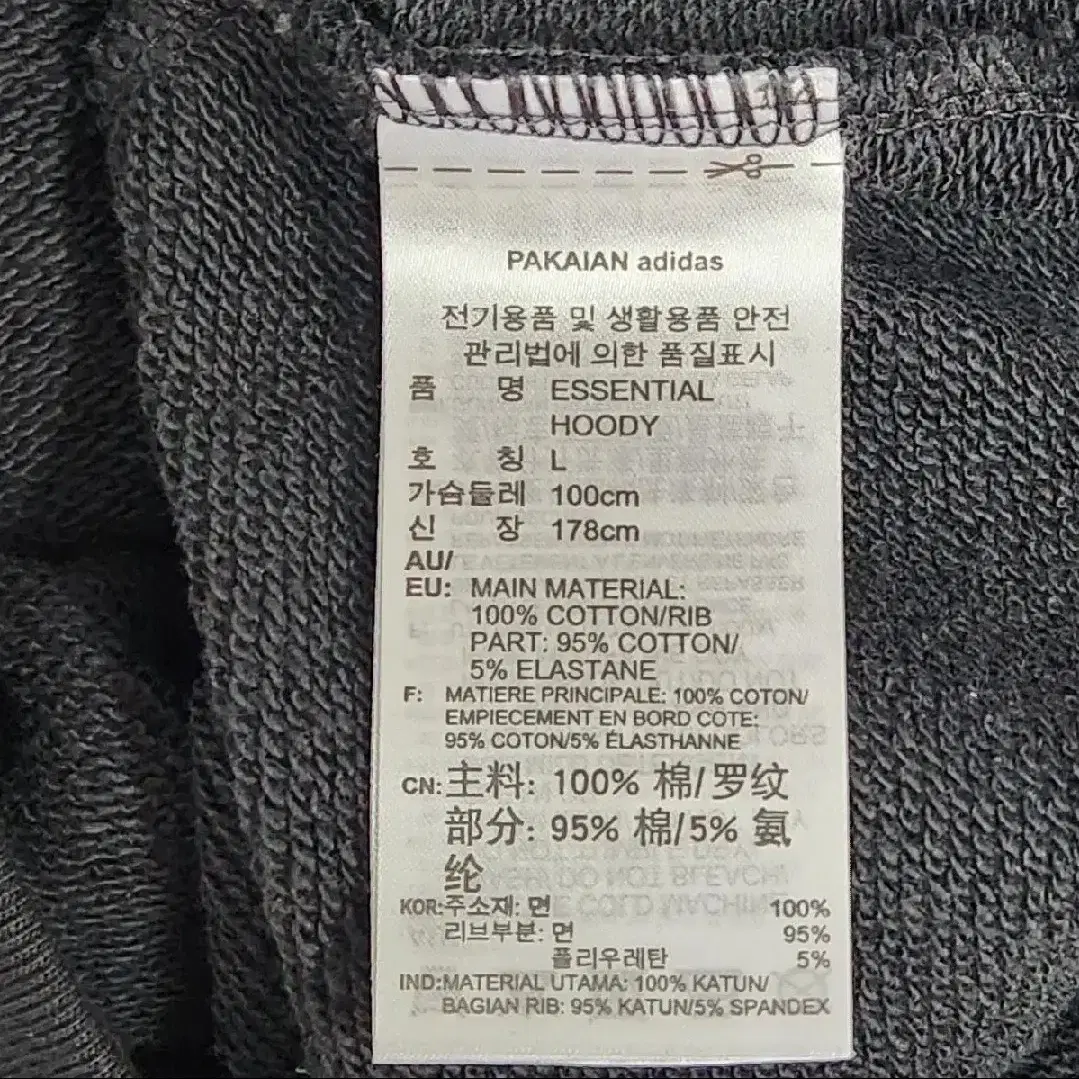 PAKAIAN adidas
전기용품 및 생활용품 안전
관리법에 의한 품질표시
품 명 ESSENTIAL
HOODY
호 칭 L
가슴둘레 100cm
신 장 178cm
AU/
EU: MAIN MATERIAL:
100% COTTON/RIB
PART: 95% COTTON/
5% ELASTANE
F: MATIERE PRINCIPALE: 100% COTON/
EMPIECEMENT EN BORD COTE:
95% COTON/5% ÉLASTHANNE
CN: 主料: 100% 棉/罗纹
部分: 95% 棉/5% 氨
纶
KOR:주소재: 면 100%
리브부분: 면 95%
폴리우레탄 5%
IND:MATERIAL UTAMA: 100% KATUN/
BAGIAN RIB: 95% KATUN/5% SPANDEX